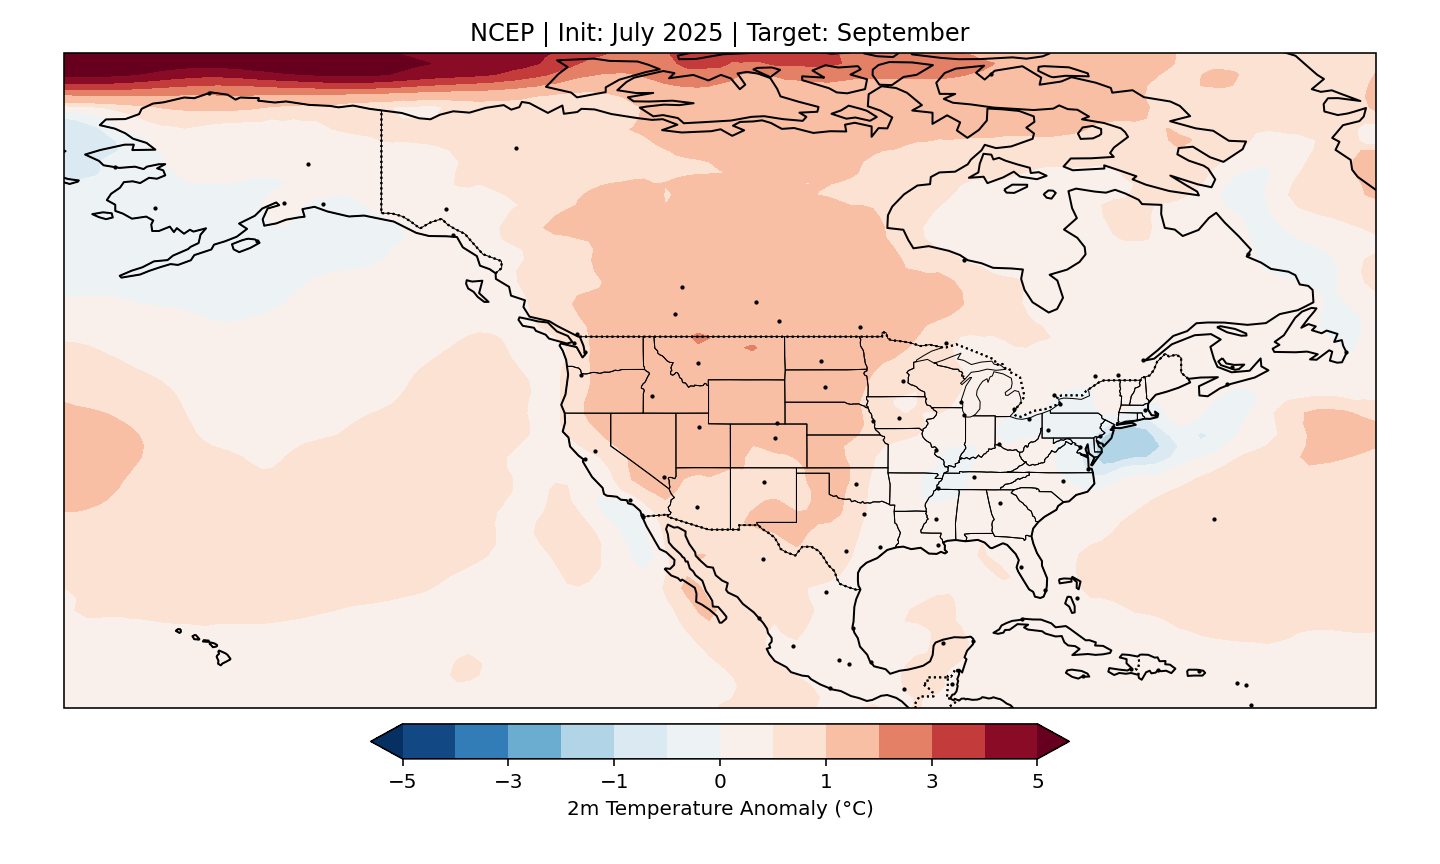 NCEP | Init: July 2025 | Target: September
−5 −3 −1 0 1 3 5
2m Temperature Anomaly (°C)